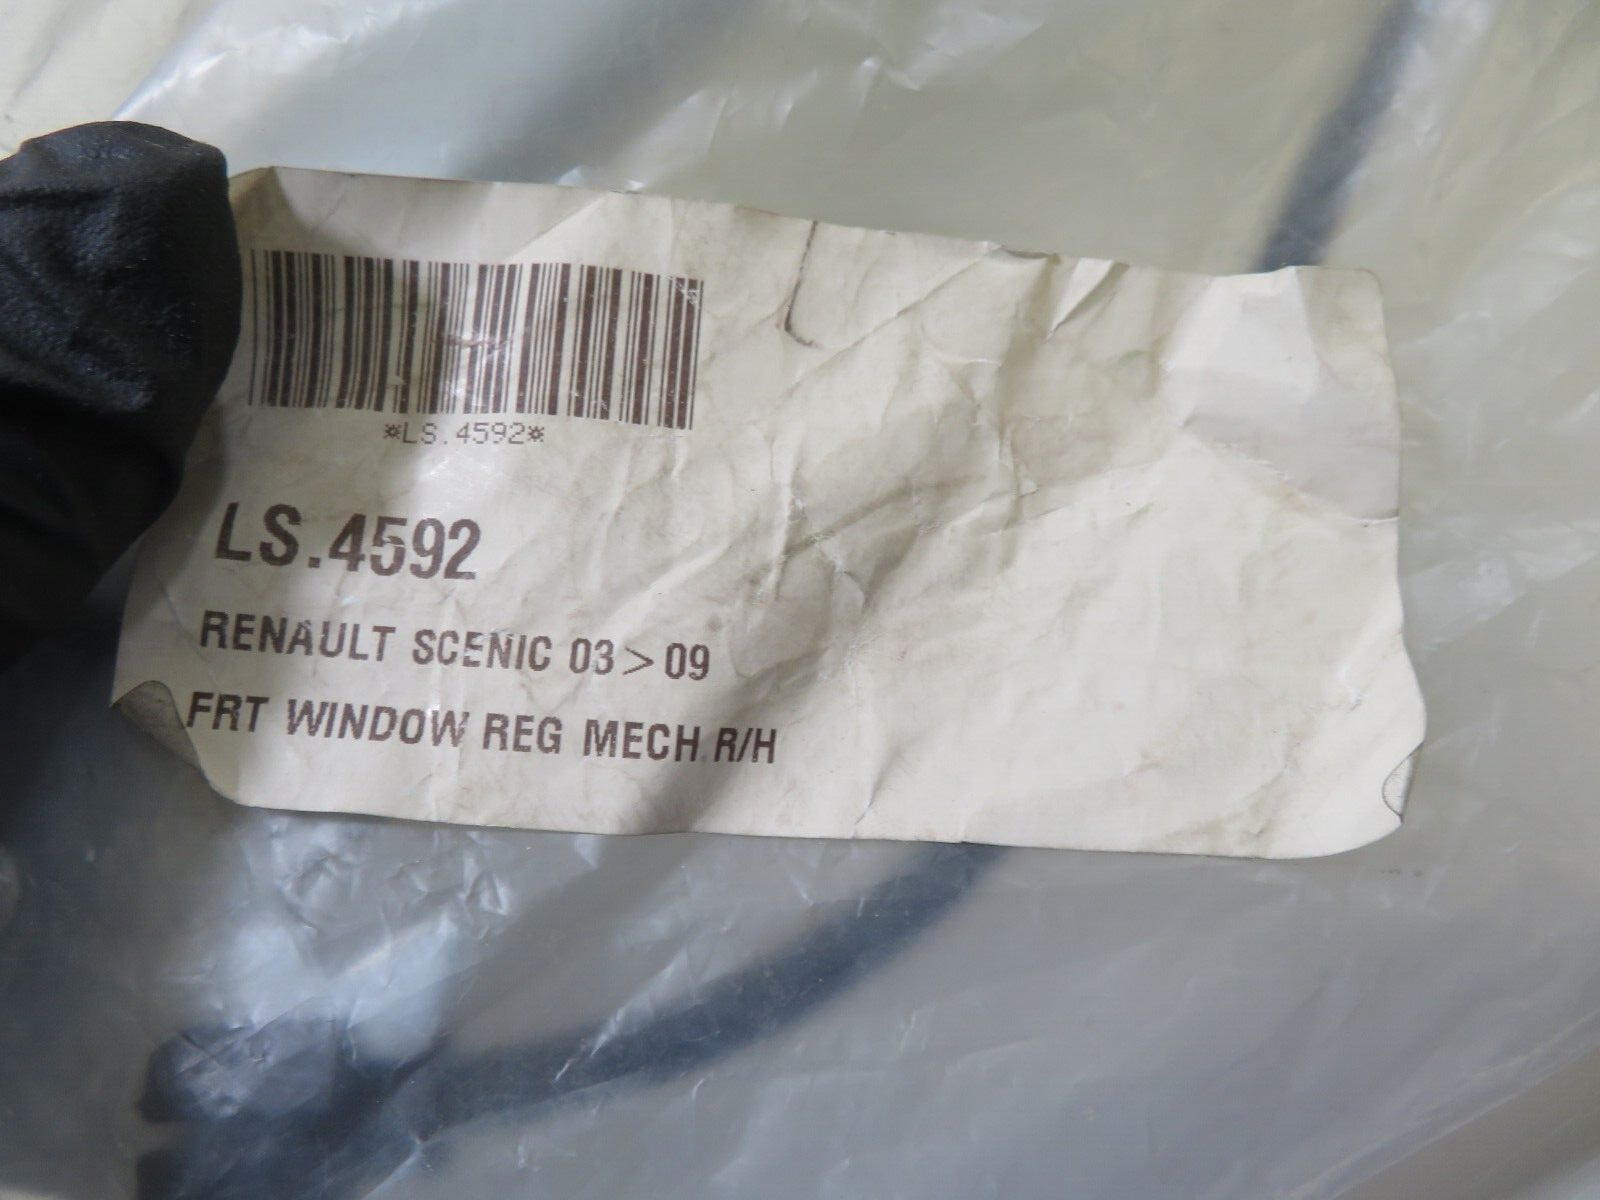 *LS.4592*
LS.4592
RENAULT SCENIC 03>09
FRT WINDOW REG MECH R/H